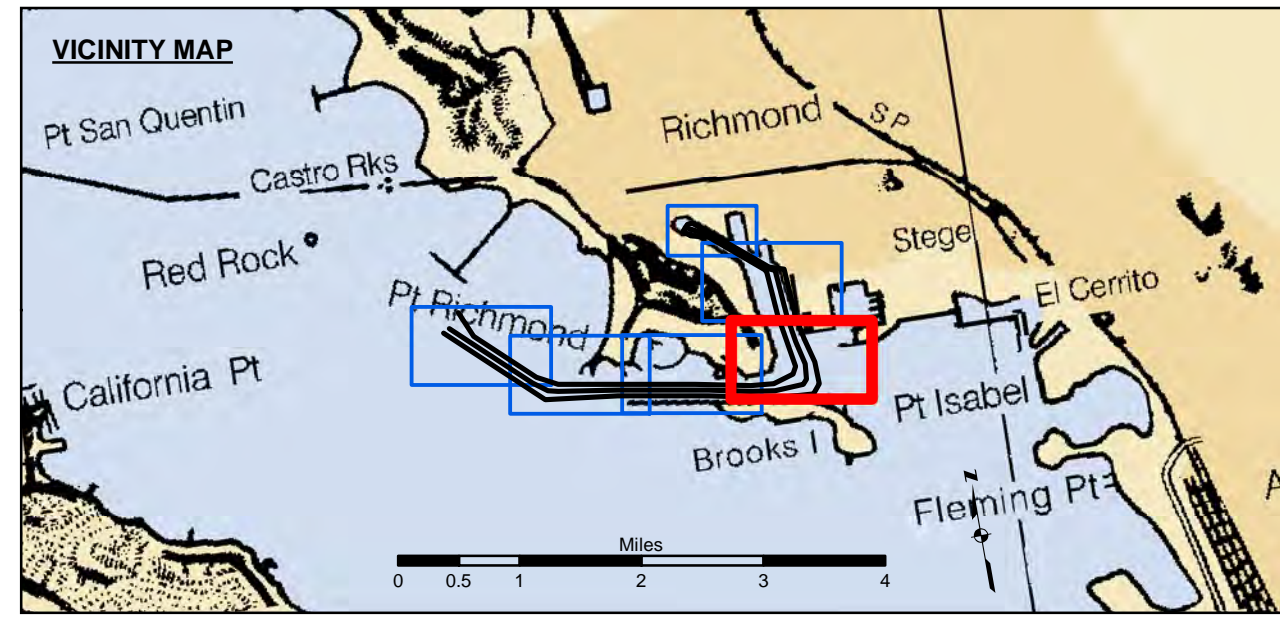 VICINITY MAP
Pt San Quentin
Richmond
S P
Castro Rks
Stege
Red Rock
El Cerrito
Pt Richmond
California Pt
Pt Isabel
Brooks I
Fleming Pt
A
N
Miles
0 0.5 1 2 3 4